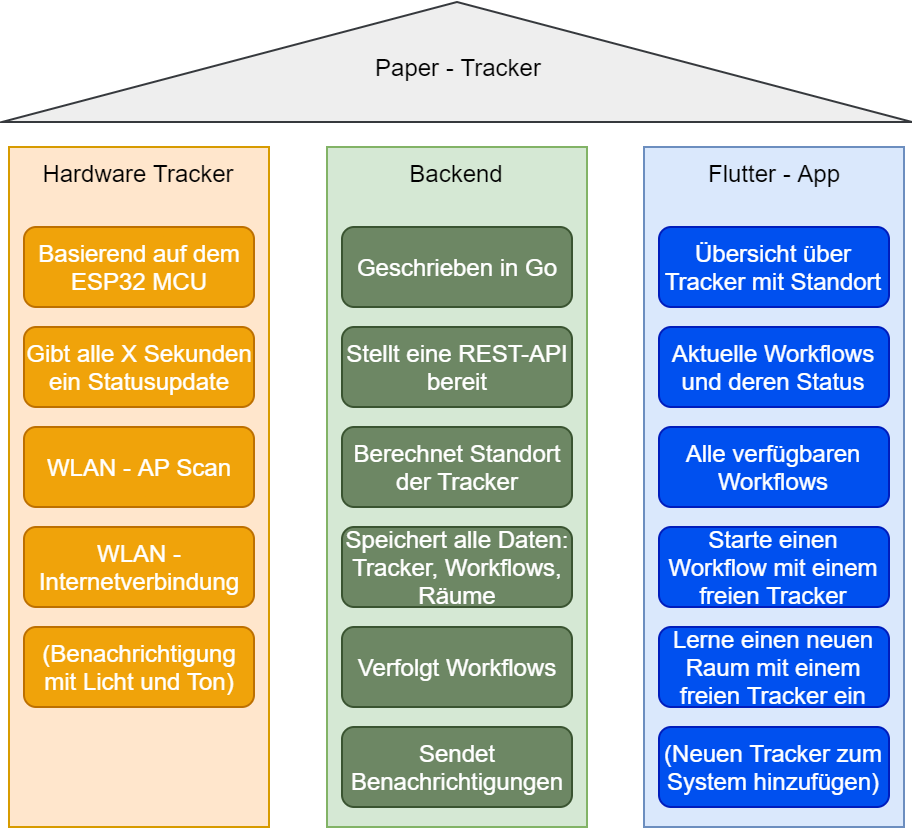 Paper - Tracker
Hardware Tracker
Basierend auf dem
ESP32 MCU
Gibt alle X Sekunden
ein Statusupdate
WLAN - AP Scan
WLAN -
Internetverbindung
(Benachrichtigung
mit Licht und Ton)
Backend
Geschrieben in Go
Stellt eine REST-API
bereit
Berechnet Standort
der Tracker
Speichert alle Daten:
Tracker, Workflows,
Räume
Verfolgt Workflows
Sendet
Benachrichtigungen
Flutter - App
Übersicht über
Tracker mit Standort
Aktuelle Workflows
und deren Status
Alle verfügbaren
Workflows
Starte einen
Workflow mit einem
freien Tracker
Lerne einen neuen
Raum mit einem
freien Tracker ein
(Neuen Tracker zum
System hinzufügen)